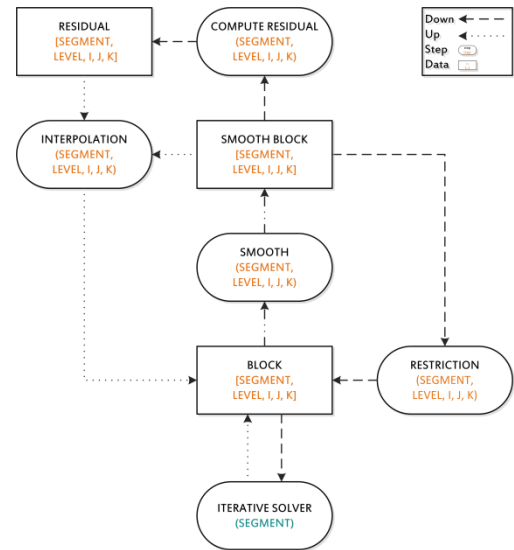 RESIDUAL
[SEGMENT,
LEVEL, I, J, K]
COMPUTE RESIDUAL
(SEGMENT,
LEVEL, I, J, K)
Down
Up
Step
Data
INTERPOLATION
(SEGMENT,
LEVEL, I, J, K)
SMOOTH BLOCK
[SEGMENT,
LEVEL, I, J, K]
SMOOTH
(SEGMENT,
LEVEL, I, J, K)
BLOCK
[SEGMENT,
LEVEL, I, J, K]
RESTRICTION
(SEGMENT,
LEVEL, I, J, K)
ITERATIVE SOLVER
(SEGMENT)